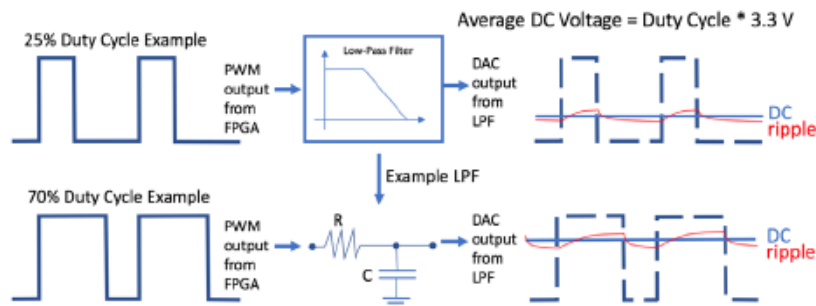 Average DC Voltage = Duty Cycle * 3.3 V
25% Duty Cycle Example
Low-Pass Filter
PWM
output
from
FPGA
DAC
output
from
LPF
DC
ripple
Example LPF
70% Duty Cycle Example
PWM
output
from
FPGA
R
C
DAC
output
from
LPF
DC
ripple